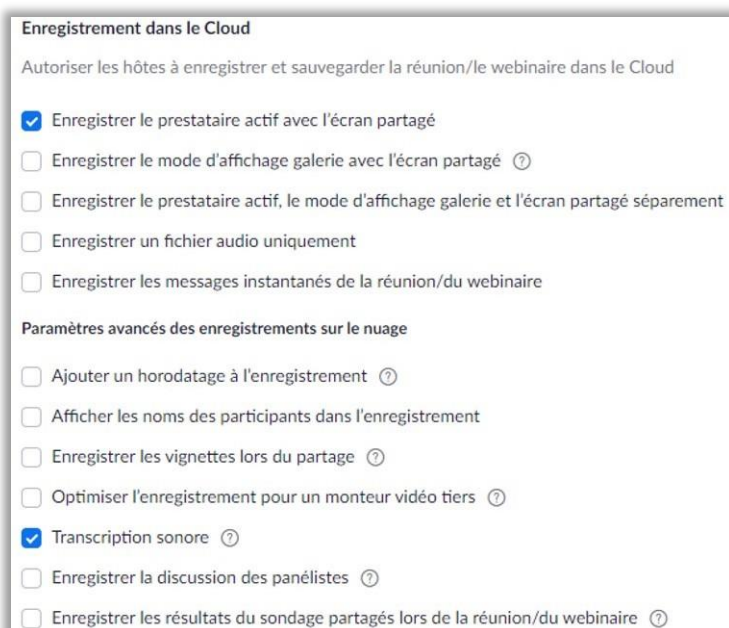 Enregistrement dans le Cloud
Autoriser les hôtes à enregistrer et sauvegarder la réunion/le webinaire dans le Cloud
Enregistrer le prestataire actif avec l'écran partagé
Enregistrer le mode d'affichage galerie avec l'écran partagé ?
Enregistrer le prestataire actif, le mode d'affichage galerie et l'écran partagé séparement
Enregistrer un fichier audio uniquement
Enregistrer les messages instantanés de la réunion/du webinaire
Paramètres avancés des enregistrements sur le nuage
Ajouter un horodatage à l'enregistrement ?
Afficher les noms des participants dans l'enregistrement
Enregistrer les vignettes lors du partage ?
Optimiser l'enregistrement pour un monteur vidéo tiers ?
Transcription sonore ?
Enregistrer la discussion des panélistes ?
Enregistrer les résultats du sondage partagés lors de la réunion/du webinaire ?